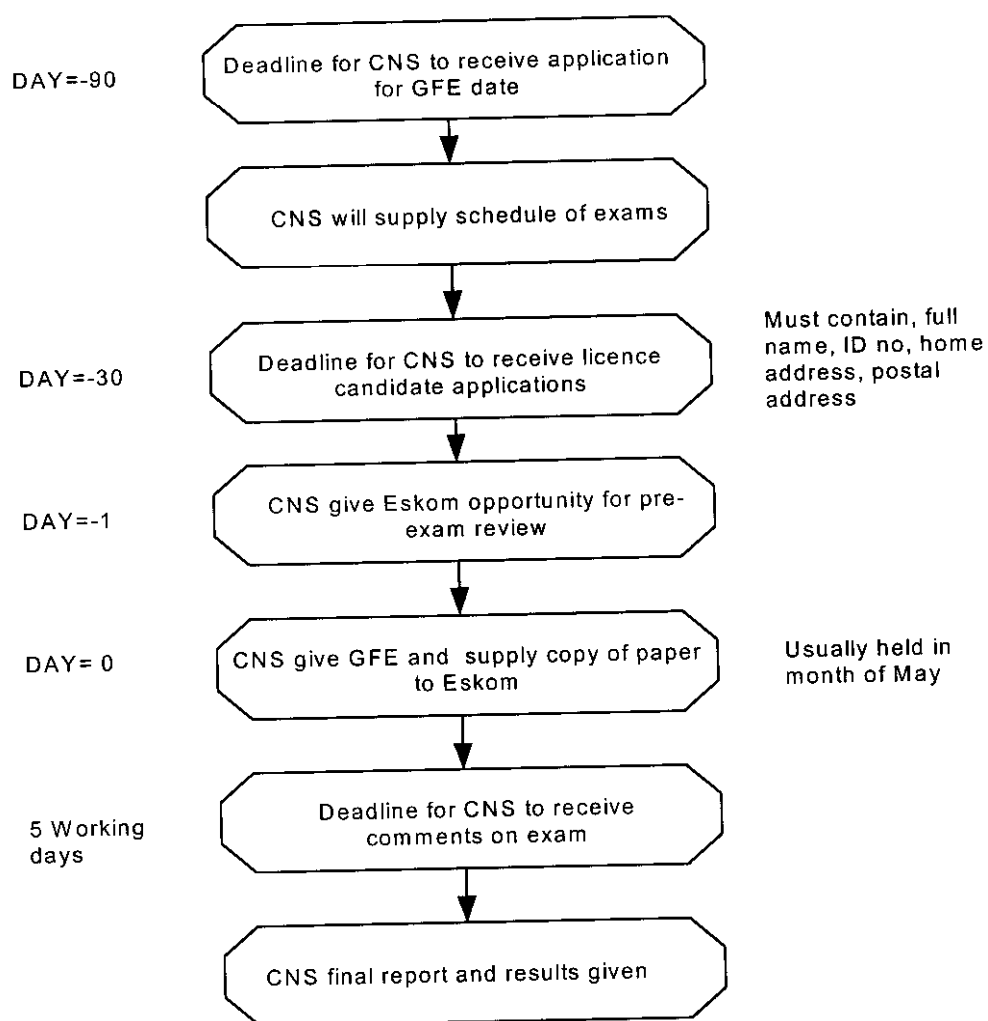 DAY=-90
Deadline for CNS to receive application
for GFE date
CNS will supply schedule of exams
DAY=-30
Deadline for CNS to receive licence
candidate applications
Must contain, full
name, ID no, home
address, postal
address
DAY=-1
CNS give Eskom opportunity for pre-
exam review
DAY= 0
CNS give GFE and supply copy of paper
to Eskom
Usually held in
month of May
5 Working
days
Deadline for CNS to receive
comments on exam
CNS final report and results given